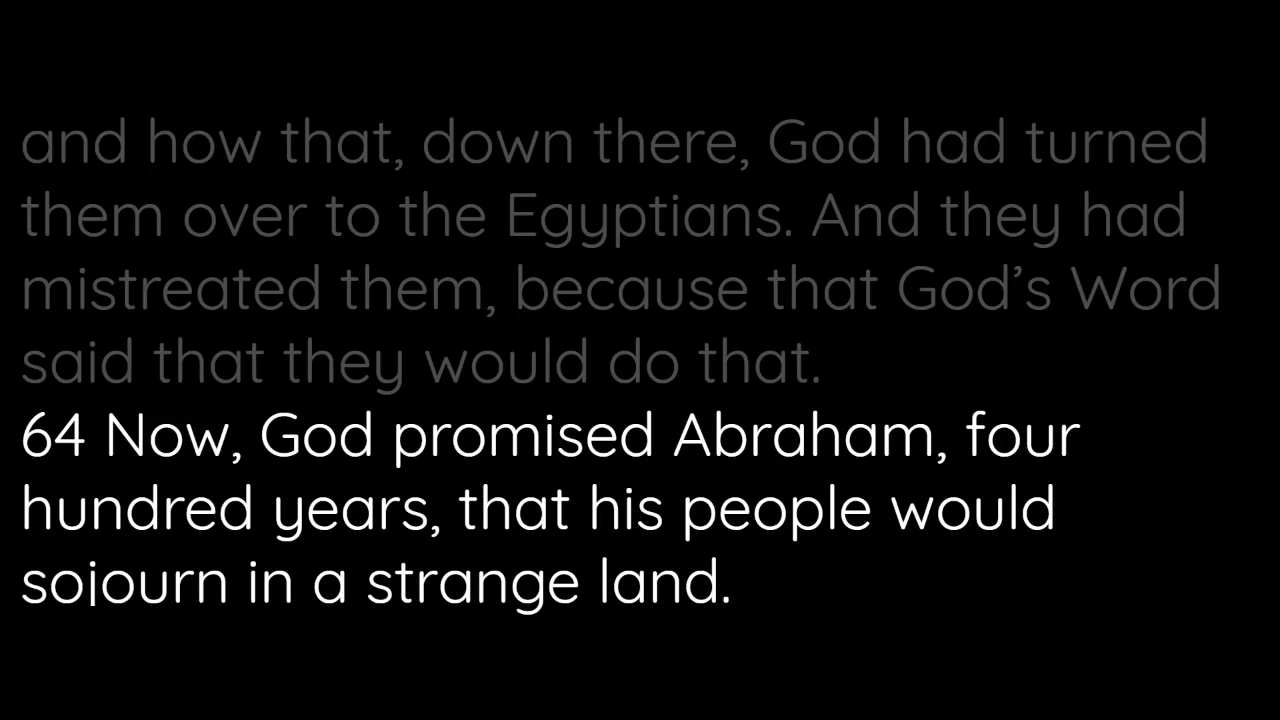 and how that, down there, God had turned
them over to the Egyptians. And they had
mistreated them, because that God’s Word
said that they would do that.
64 Now, God promised Abraham, four
hundred years, that his people would
sojourn in a strange land.